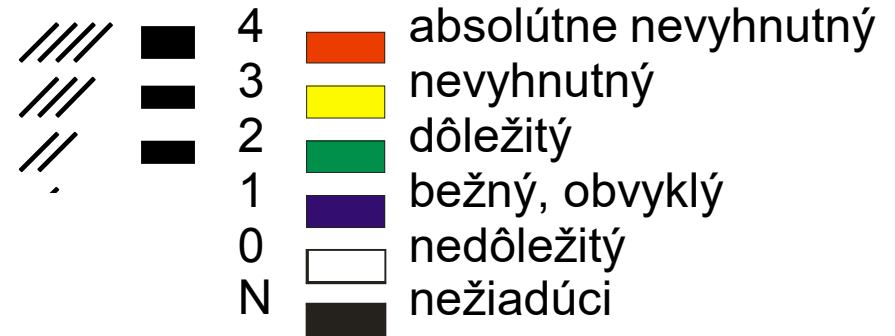 4 absolútne nevyhnutný
3 nevyhnutný
2 dôležitý
1 bežný, obvyklý
0 nedôležitý
N nežiadúci